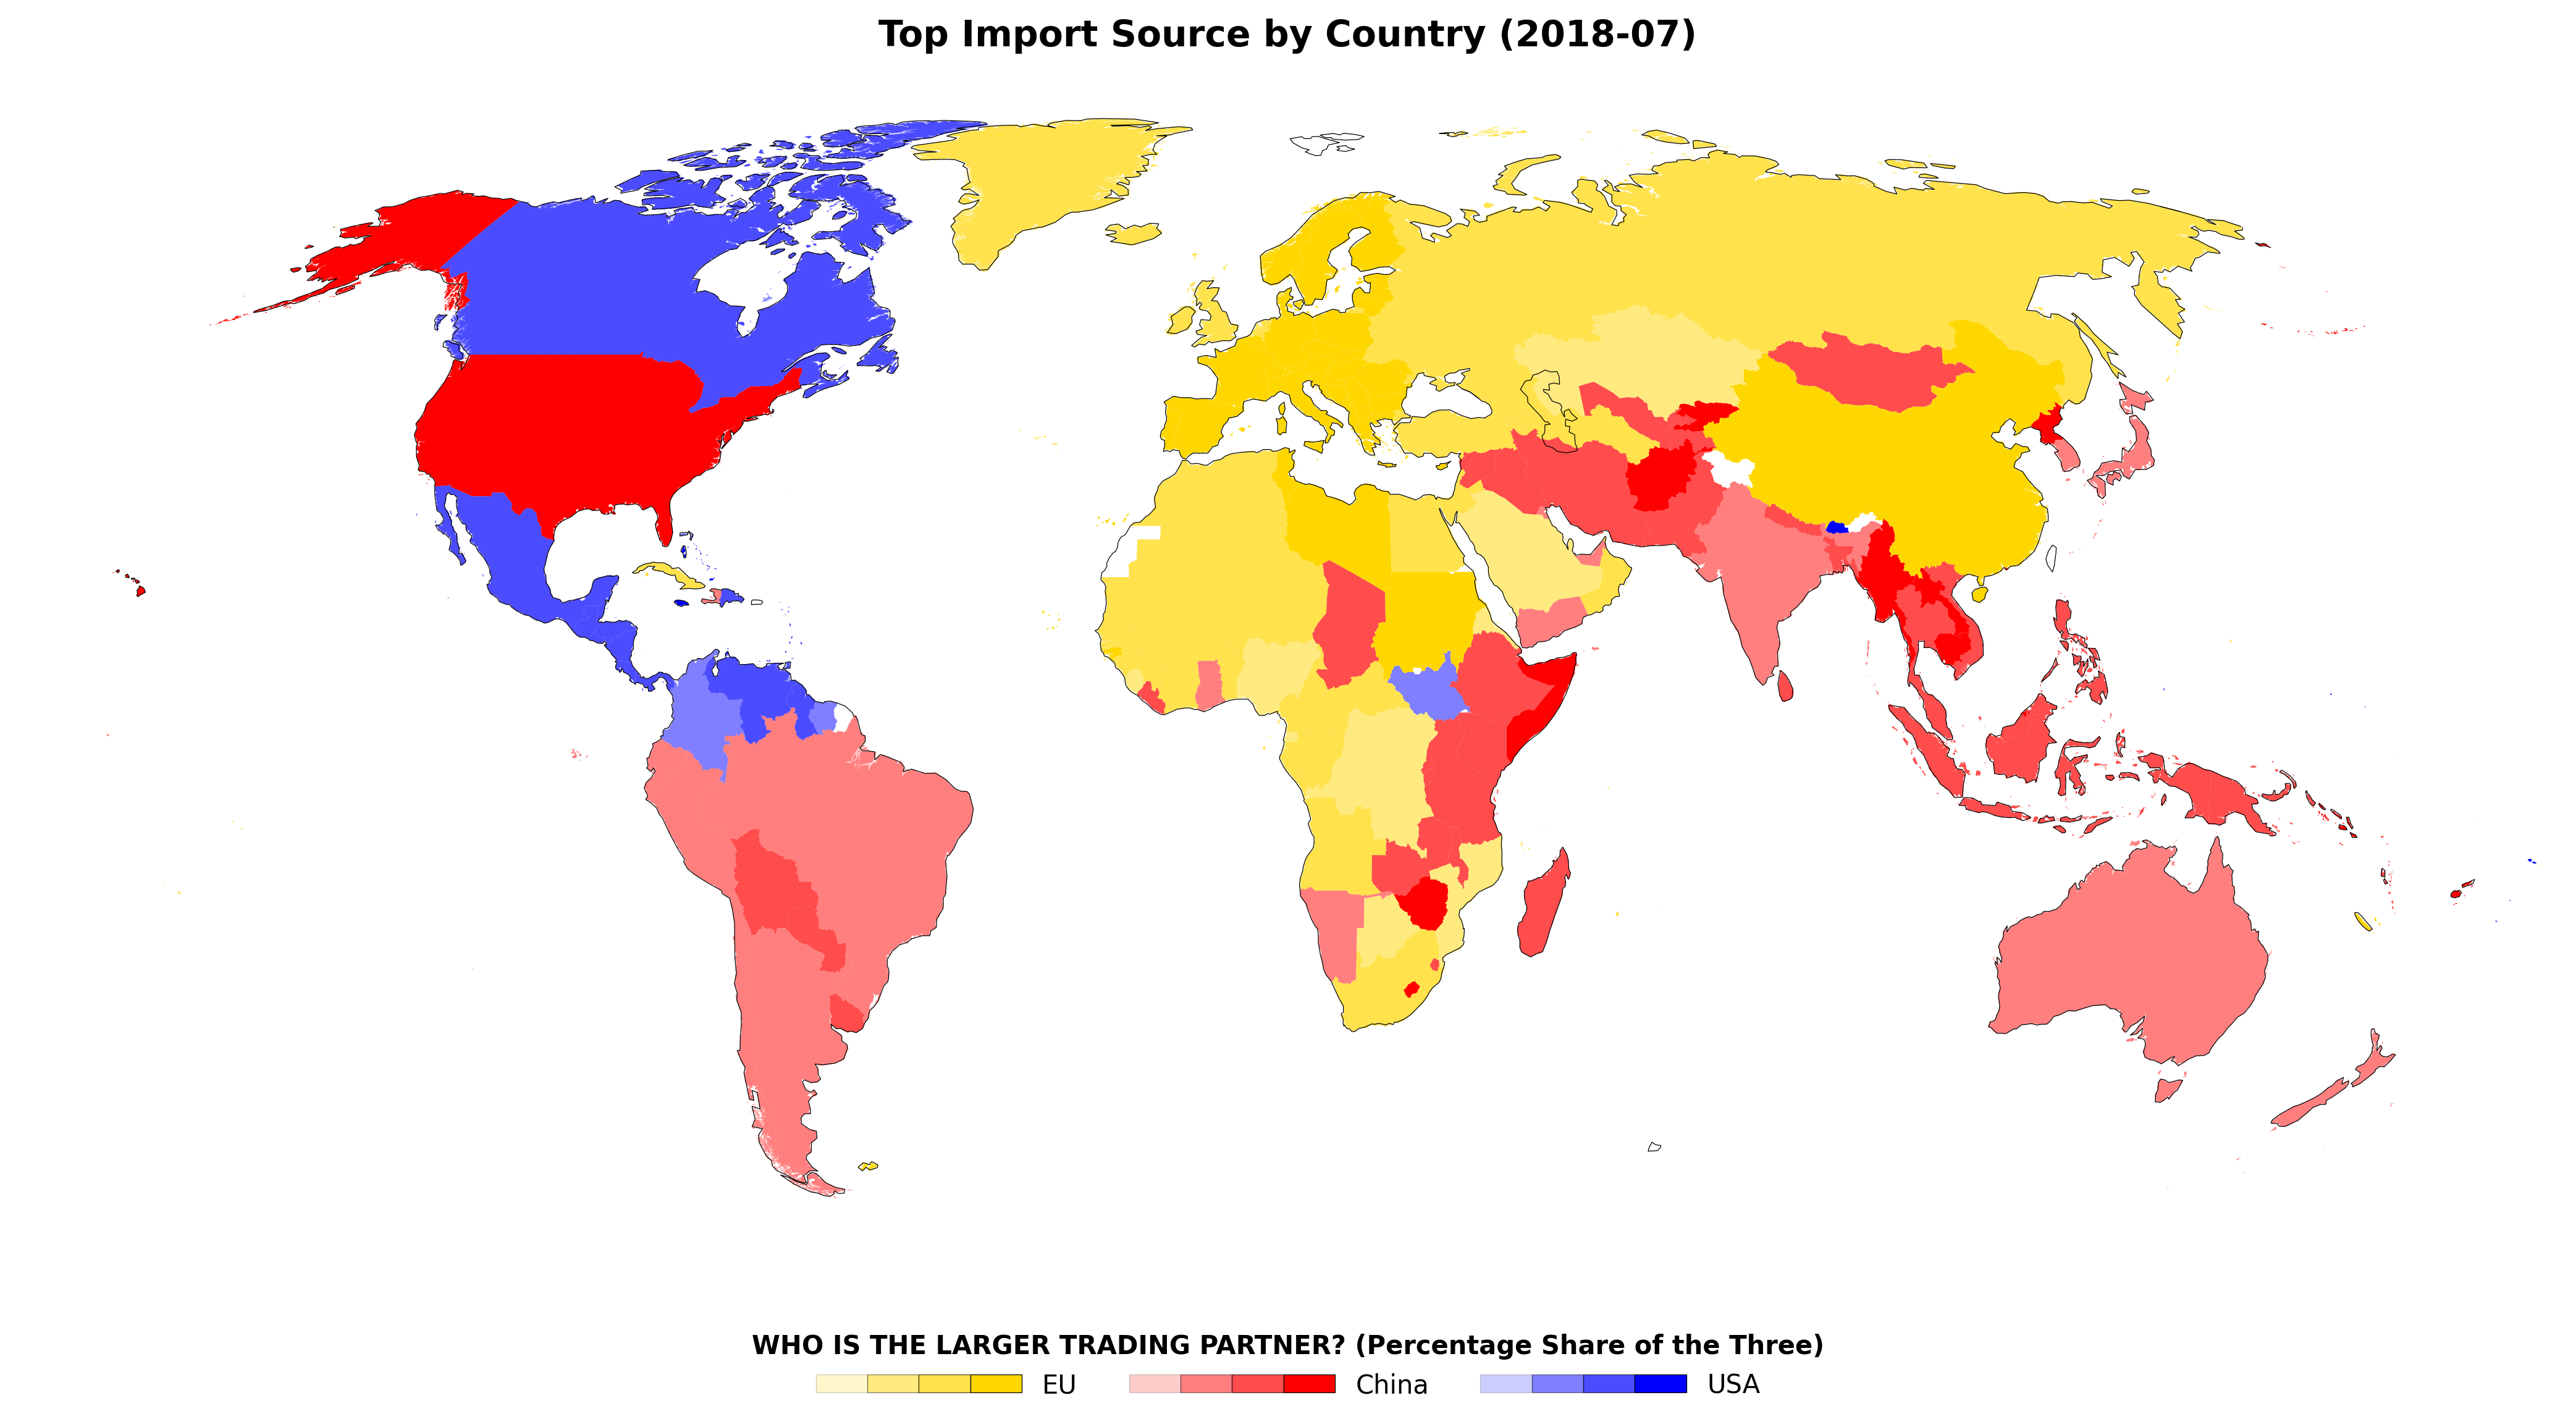 Top Import Source by Country (2018-07)
WHO IS THE LARGER TRADING PARTNER? (Percentage Share of the Three)
EU China USA